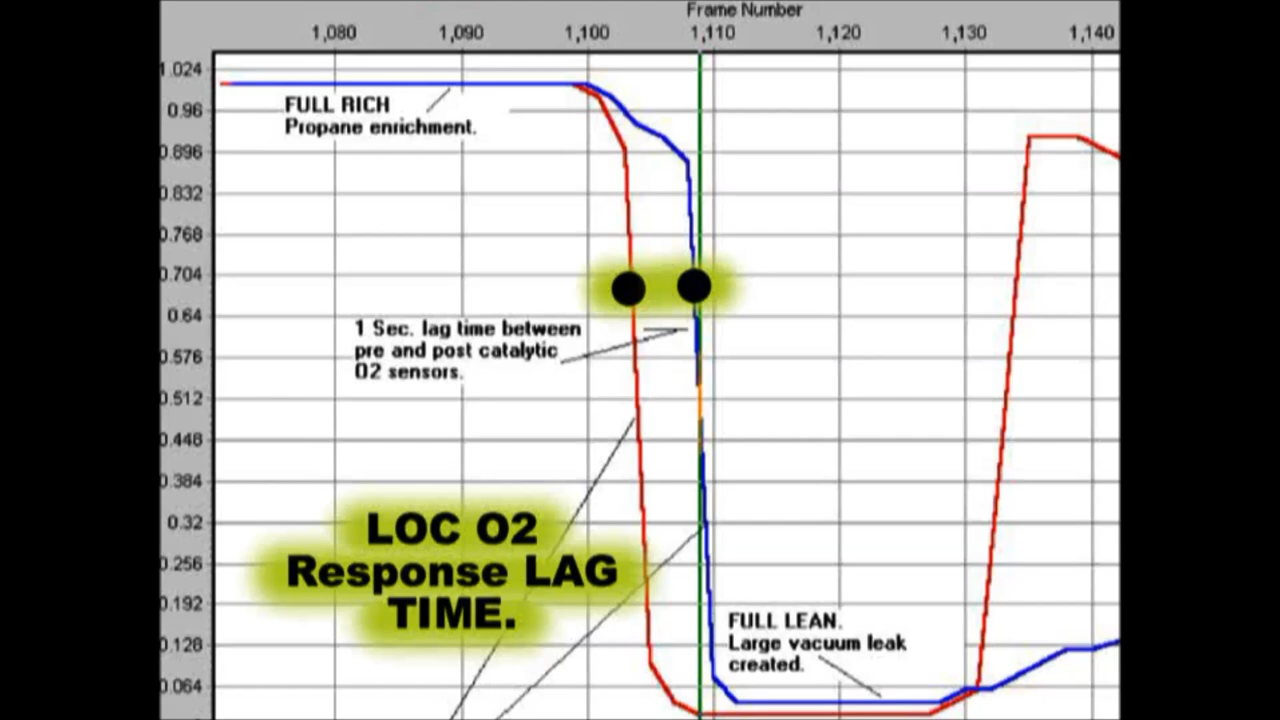 Frame Number
1,080 1,090 1,100 1,110 1,120 1,130 1,140
1.024
0.96
0.896
0.832
0.768
0.704
0.64
0.576
0.512
0.448
0.384
0.32
0.256
0.192
0.128
0.064
FULL RICH
Propane enrichment.
1 Sec. lag time between
pre and post catalytic
O2 sensors.
LOC O2
Response LAG
TIME.
FULL LEAN.
Large vacuum leak
created.